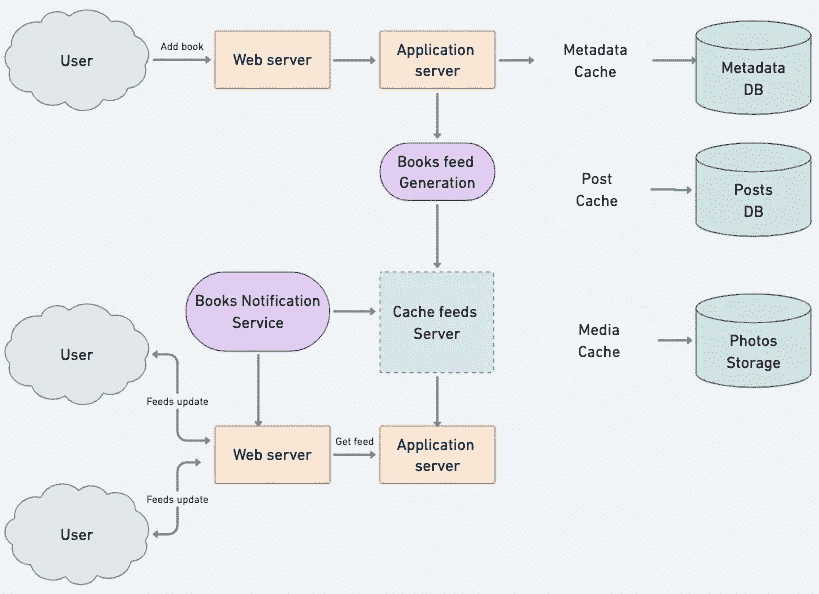 User
Add book
Web server
Application
server
Metadata
Cache
Metadata
DB
Books feed
Generation
Post
Cache
Posts
DB
Books Notification
Service
Cache feeds
Server
Media
Cache
Photos
Storage
User
Feeds update
Web server
Get feed
Application
server
Feeds update
User